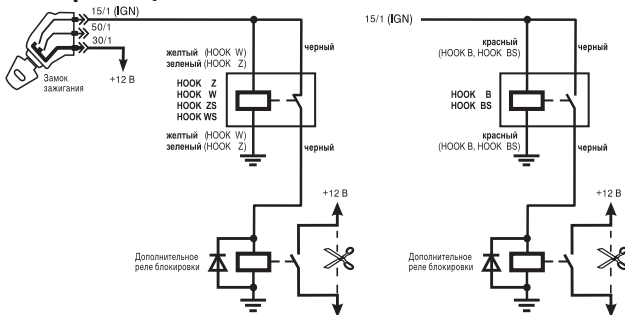 15/1 (IGN)
50/1
30/1
Замок
зажигания
+12 В
желтый (HOOK W)
зеленый (HOOK Z)
черный
HOOK Z
HOOK W
HOOK ZS
HOOK WS
желтый (HOOK W)
зеленый (HOOK Z)
черный
+12 В
Дополнительное
реле блокировки
15/1 (IGN)
красный
(HOOK B, HOOK BS)
черный
HOOK B
HOOK BS
красный
(HOOK B, HOOK BS)
черный
+12 В
Дополнительное
реле блокировки